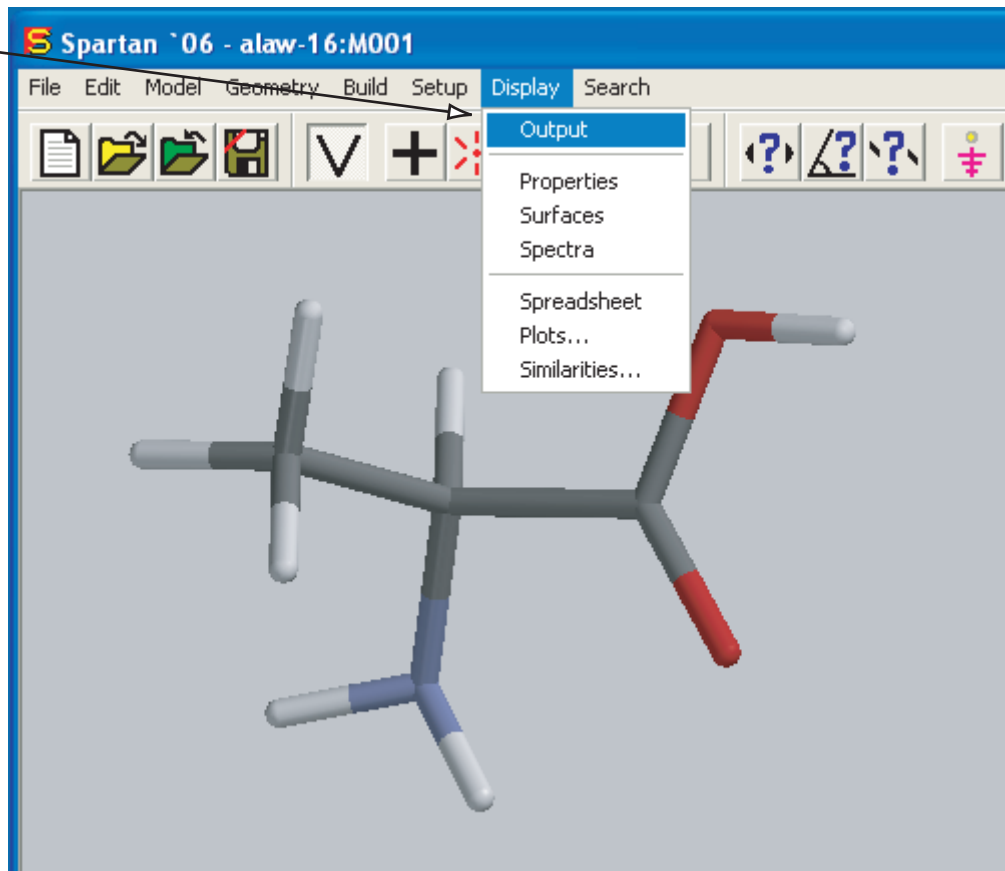 Spartan `06 - alaw-16:M001
File Edit Model Geometry Build Setup Display Search
Output
Properties
Surfaces
Spectra
Spreadsheet
Plots...
Similarities...